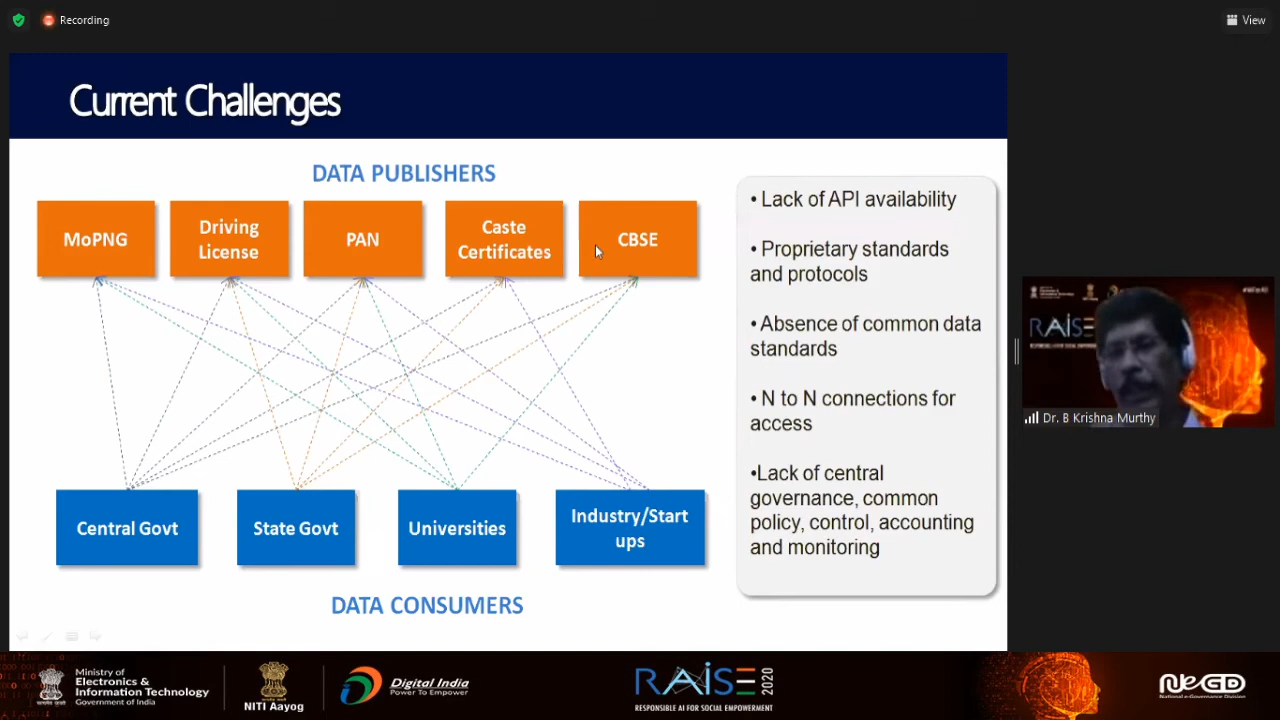 Recording
View
Current Challenges
DATA PUBLISHERS
MoPNG
Driving
License
PAN
Caste
Certificates
CBSE
• Lack of API availability
• Proprietary standards
and protocols
• Absence of common data
standards
• N to N connections for
access
•Lack of central
governance, common
policy, control, accounting
and monitoring
Central Govt
State Govt
Universities
Industry/Start
ups
DATA CONSUMERS
RAISE
Dr. B Krishna Murthy
Ministry of
Electronics &
Information Technology
Government of India
NITI Aayog
Digital India
Power To Empower
RAISE 2020
RESPONSIBLE AI FOR SOCIAL EMPOWERMENT
NeGD
National e-Governance Division